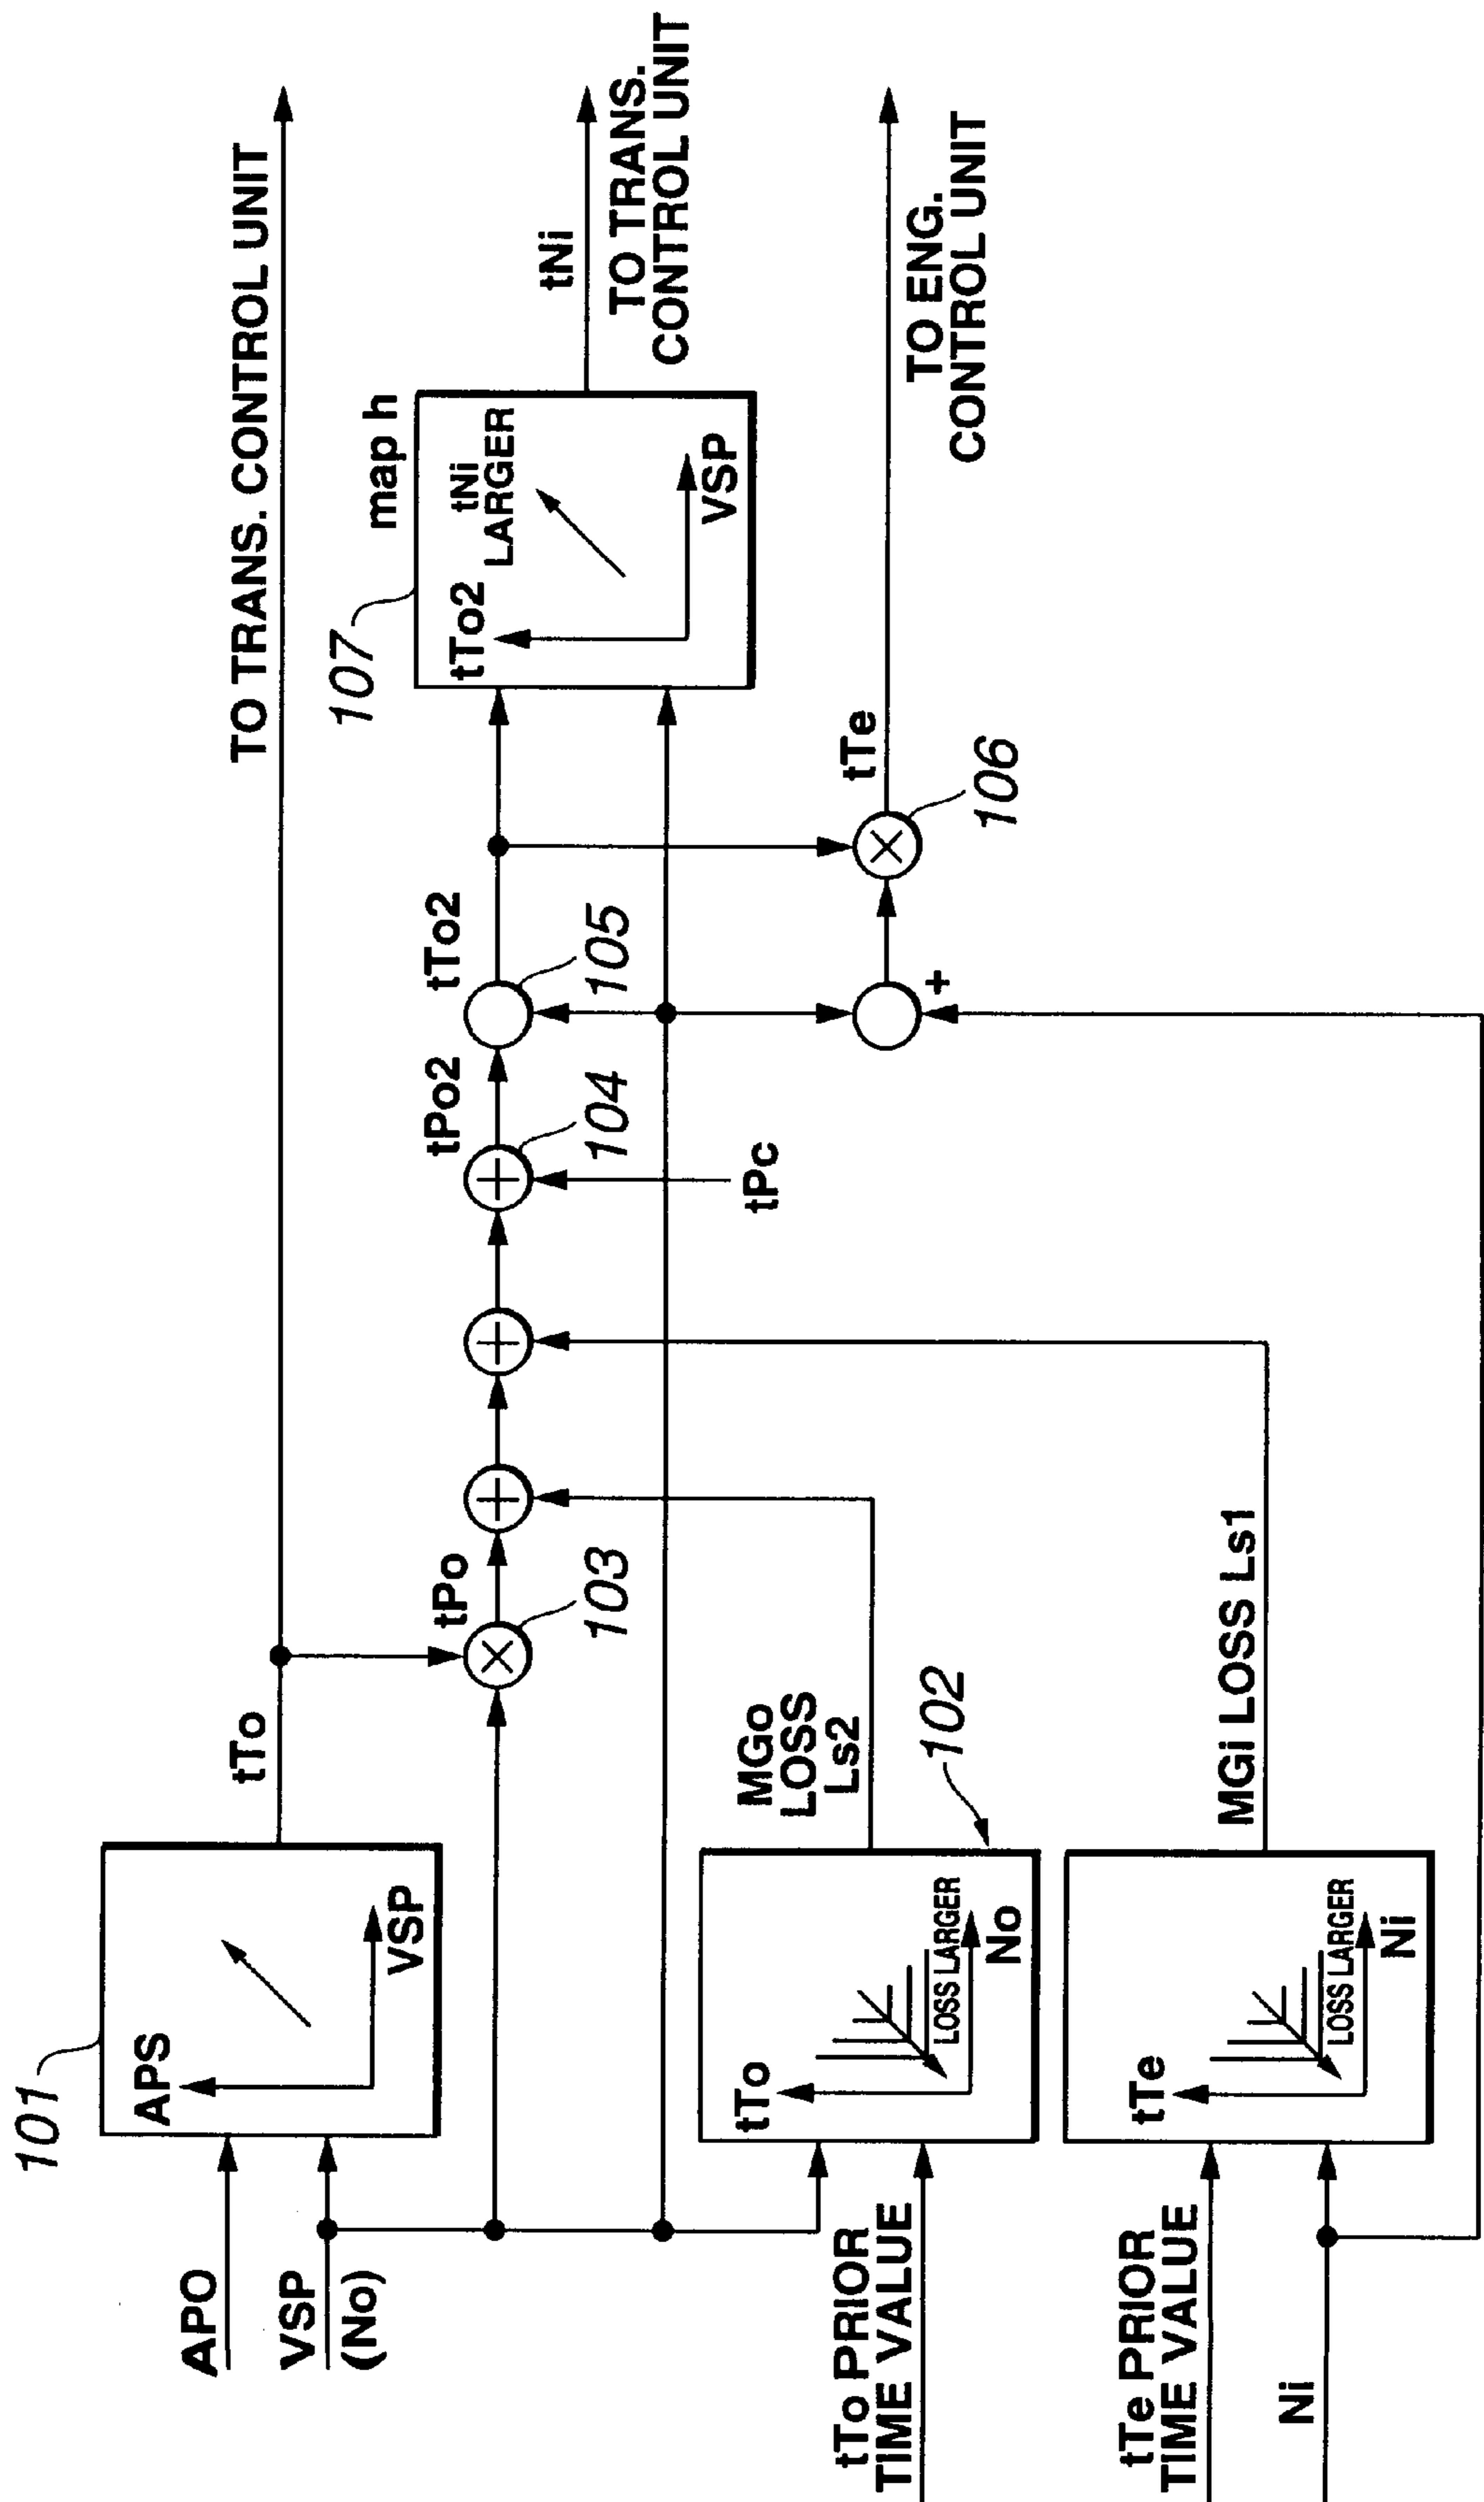 101
APO
VSP
(No)
APS
VSP
tTo
TO TRANS. CONTROL UNIT
tPo
103
tPo2
104
tPc
tTo2
105
107
map h
tTo2
tNi
LARGER
VSP
tNi
TO TRANS.
CONTROL UNIT
+
tTe
106
TO ENG.
CONTROL UNIT
tTo PRIOR
TIME VALUE
tTo
LOSS LARGER
No
MGo
LOSS
Ls2
102
tTe PRIOR
TIME VALUE
Ni
tTe
LOSS LARGER
Ni
MGi LOSS Ls1